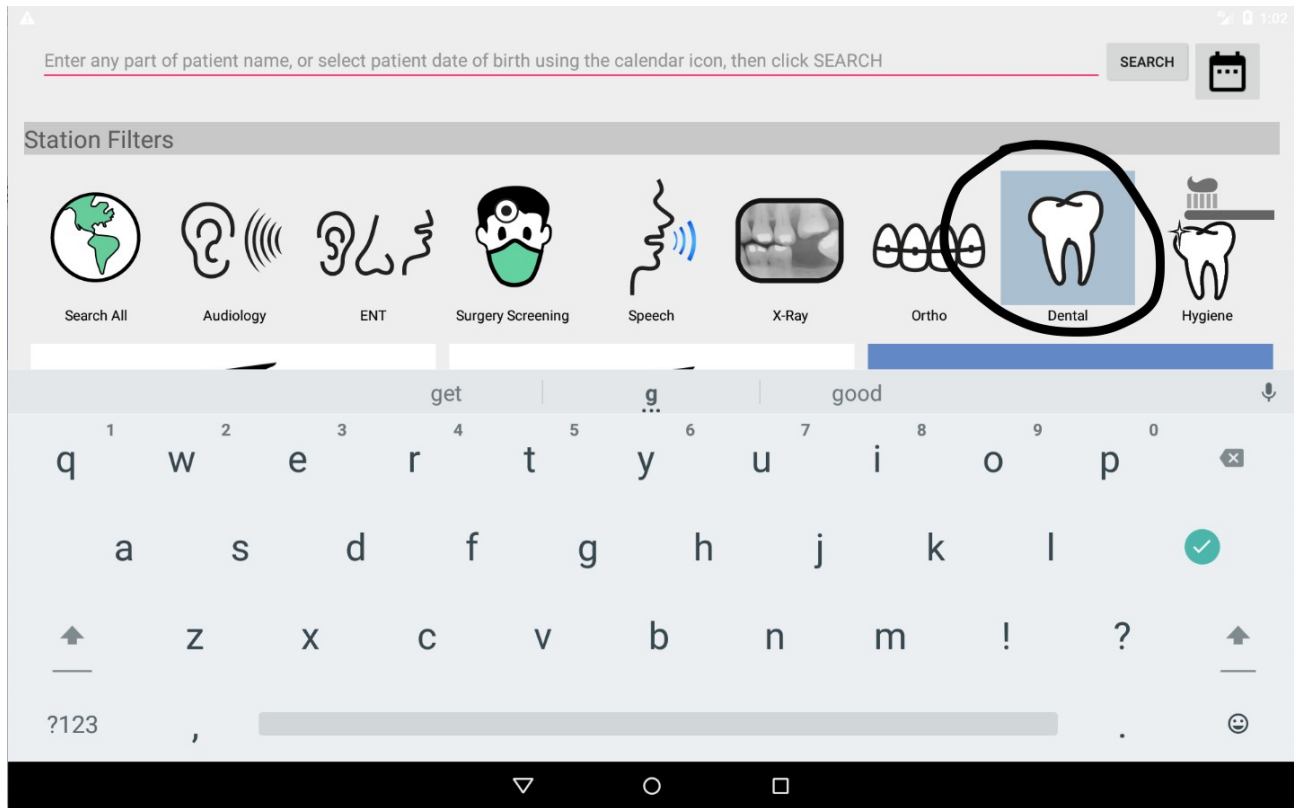 1:02
Enter any part of patient name, or select patient date of birth using the calendar icon, then click SEARCH
SEARCH
Station Filters
Search All Audiology ENT Surgery Screening Speech X-Ray Ortho Dental Hygiene
get g good
1 2 3 4 5 6 7 8 9 0
q w e r t y u i o p
a s d f g h j k l
z x c v b n m ! ?
?123 , .